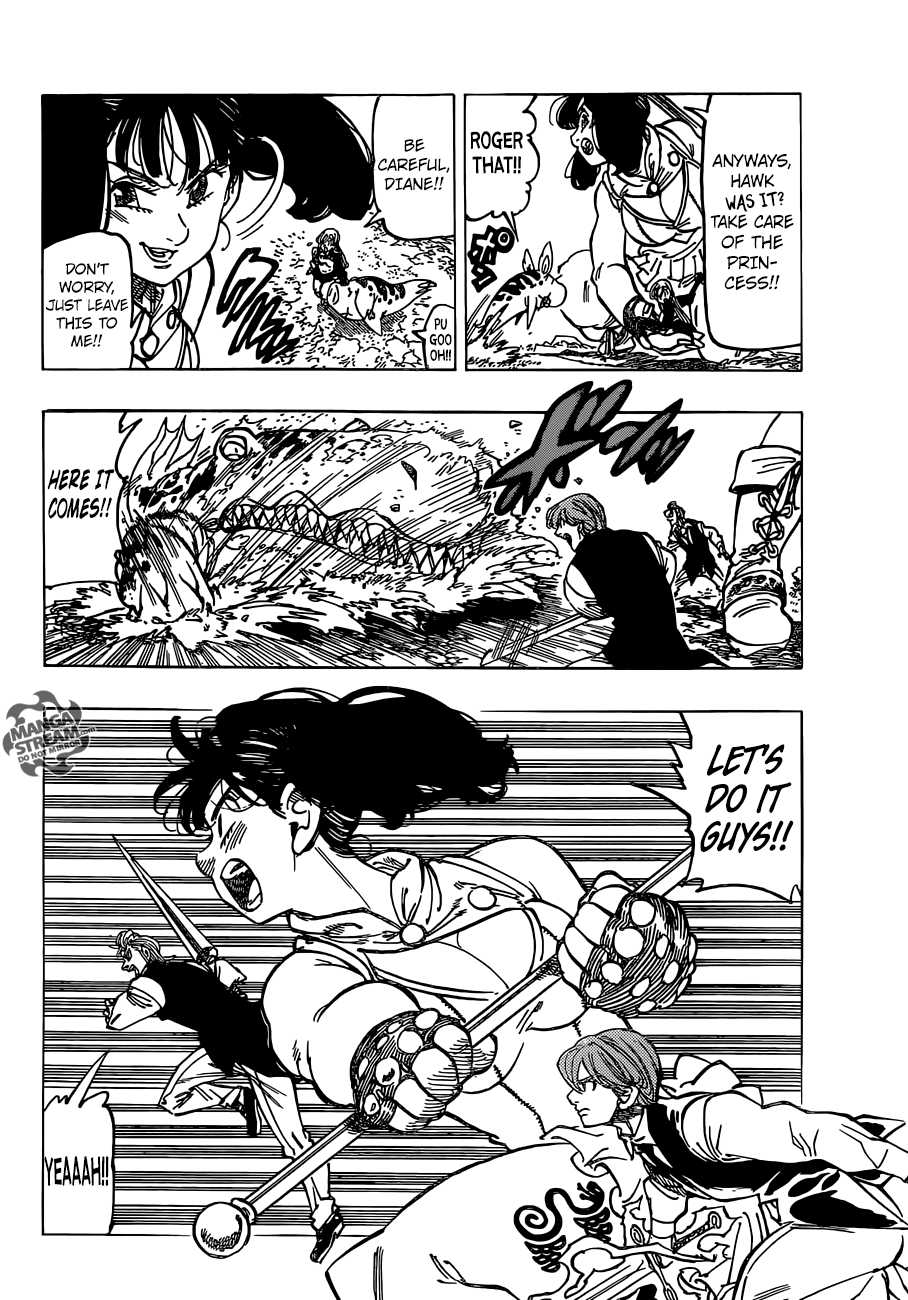 ANYWAYS,
HAWK
WAS IT?
TAKE CARE
OF THE
PRIN-
CESS!!
ROGER
THAT!!
BE
CAREFUL,
DIANE!!
PU
GOO
OH!!
DON'T
WORRY,
JUST LEAVE
THIS TO
ME!!
HERE IT
COMES!!
LET'S
DO IT
GUYS!!
YEAAAH!!
MANGA
STREAM.com
DO NOT MIRROR